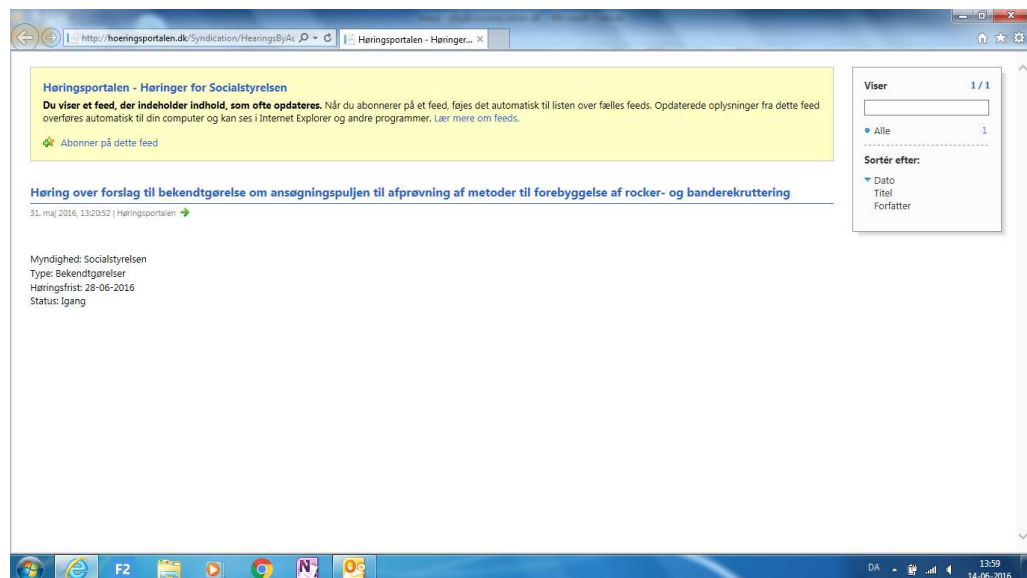 http://hoeringsportalen.dk/Syndication/HearingsByAu
Høringsportalen - Høringer...
Høringsportalen - Høringer for Socialstyrelsen
Du viser et feed, der indeholder indhold, som ofte opdateres. Når du abonnerer på et feed, føjes det automatisk til listen over fælles feeds. Opdaterede oplysninger fra dette feed
overføres automatisk til din computer og kan ses i Internet Explorer og andre programmer. Lær mere om feeds.
Abonner på dette feed
Viser 1 / 1
Alle 1
Sortér efter:
Dato
Titel
Forfatter
Høring over forslag til bekendtgørelse om ansøgningspuljen til afprøvning af metoder til forebyggelse af rocker- og banderekruttering
31. maj 2016, 13:20:52 | Høringsportalen
Myndighed: Socialstyrelsen
Type: Bekendtgørelser
Høringsfrist: 28-06-2016
Status: Igang
F2
N
DA
13:59
14-06-2016